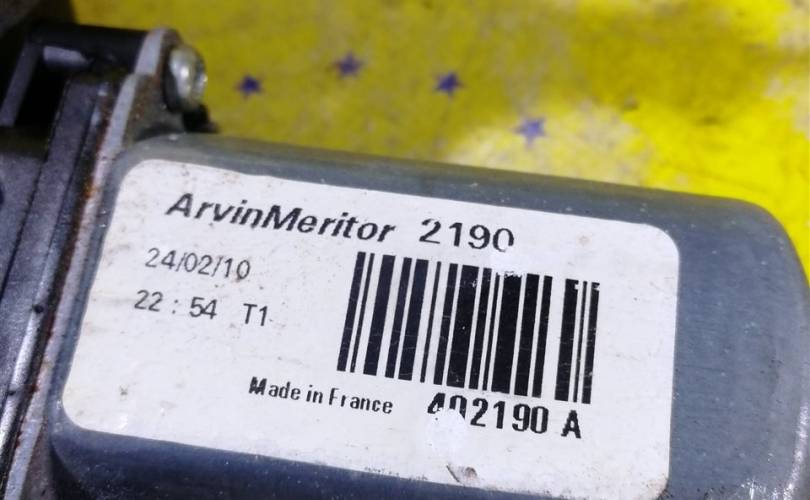 ArvinMeritor 2190
24/02/10
22 : 54 T1
Made in France 402190 A